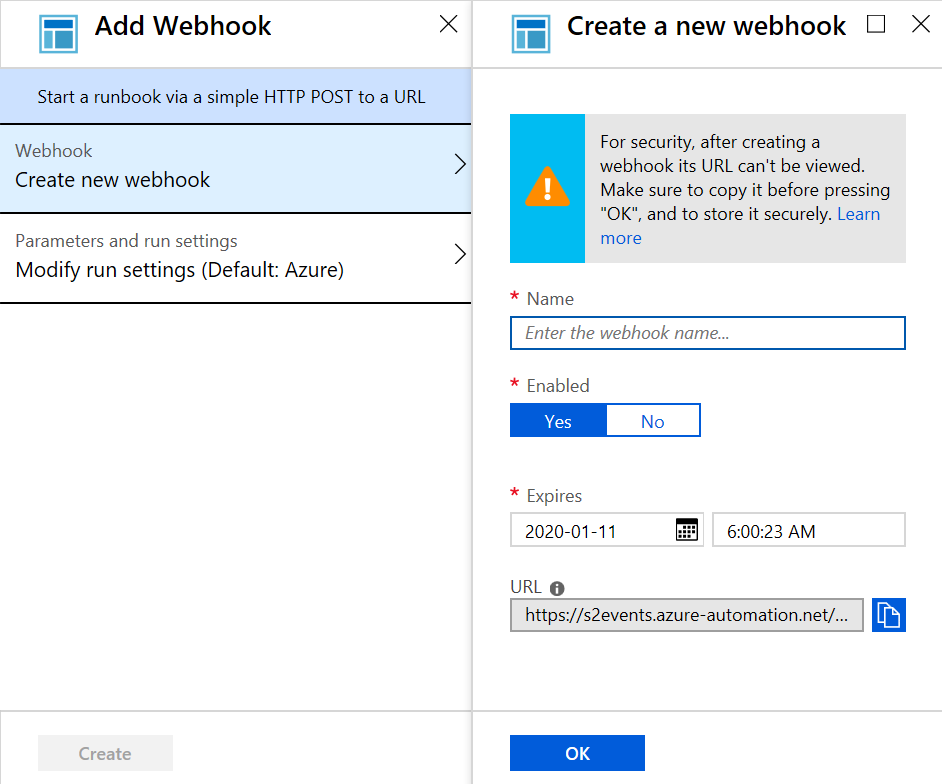 Add Webhook
Start a runbook via a simple HTTP POST to a URL
Webhook
Create new webhook
Parameters and run settings
Modify run settings (Default: Azure)
Create
Create a new webhook
For security, after creating a
webhook its URL can't be viewed.
Make sure to copy it before pressing
"OK", and to store it securely. Learn
more
* Name
Enter the webhook name...
* Enabled
Yes No
* Expires
2020-01-11 6:00:23 AM
URL
https://s2events.azure-automation.net/...
OK